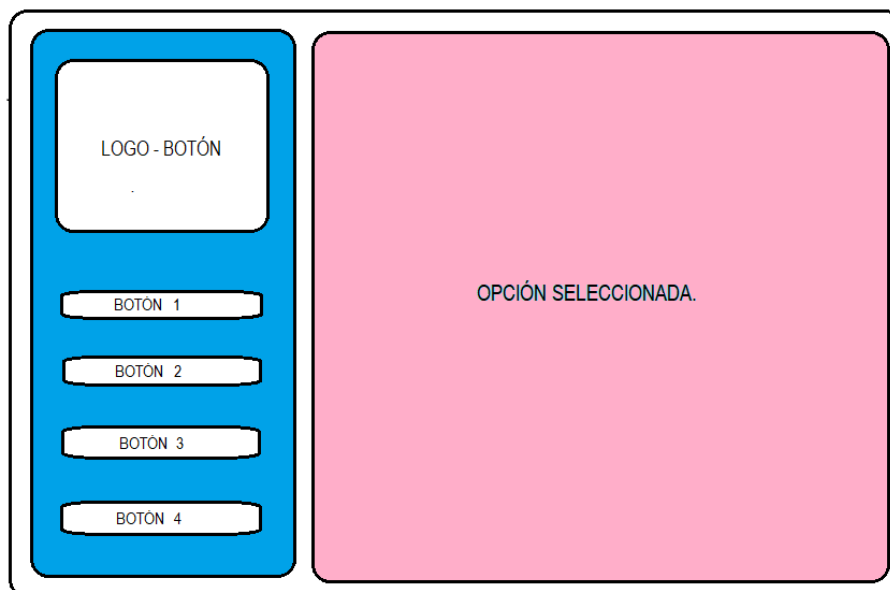 LOGO - BOTÓN
BOTÓN 1
BOTÓN 2
BOTÓN 3
BOTÓN 4
OPCIÓN SELECCIONADA.